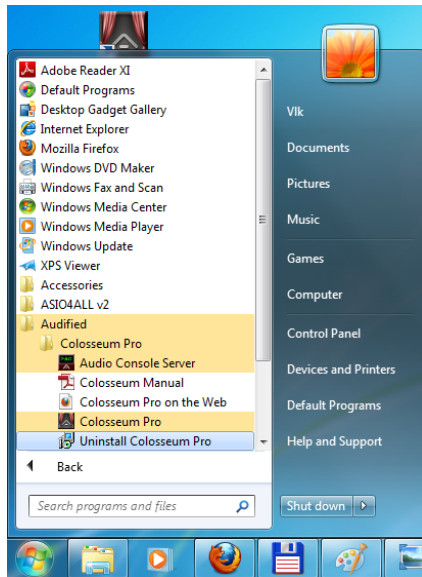 Adobe Reader XI
Default Programs
Desktop Gadget Gallery
Internet Explorer
Mozilla Firefox
Windows DVD Maker
Windows Fax and Scan
Windows Media Center
Windows Media Player
Windows Update
XPS Viewer
Accessories
ASIO4ALL v2
Audified
Colosseum Pro
Audio Console Server
Colosseum Manual
Colosseum Pro on the Web
Colosseum Pro
Uninstall Colosseum Pro
Back
Search programs and files
Vlk
Documents
Pictures
Music
Games
Computer
Control Panel
Devices and Printers
Default Programs
Help and Support
Shut down